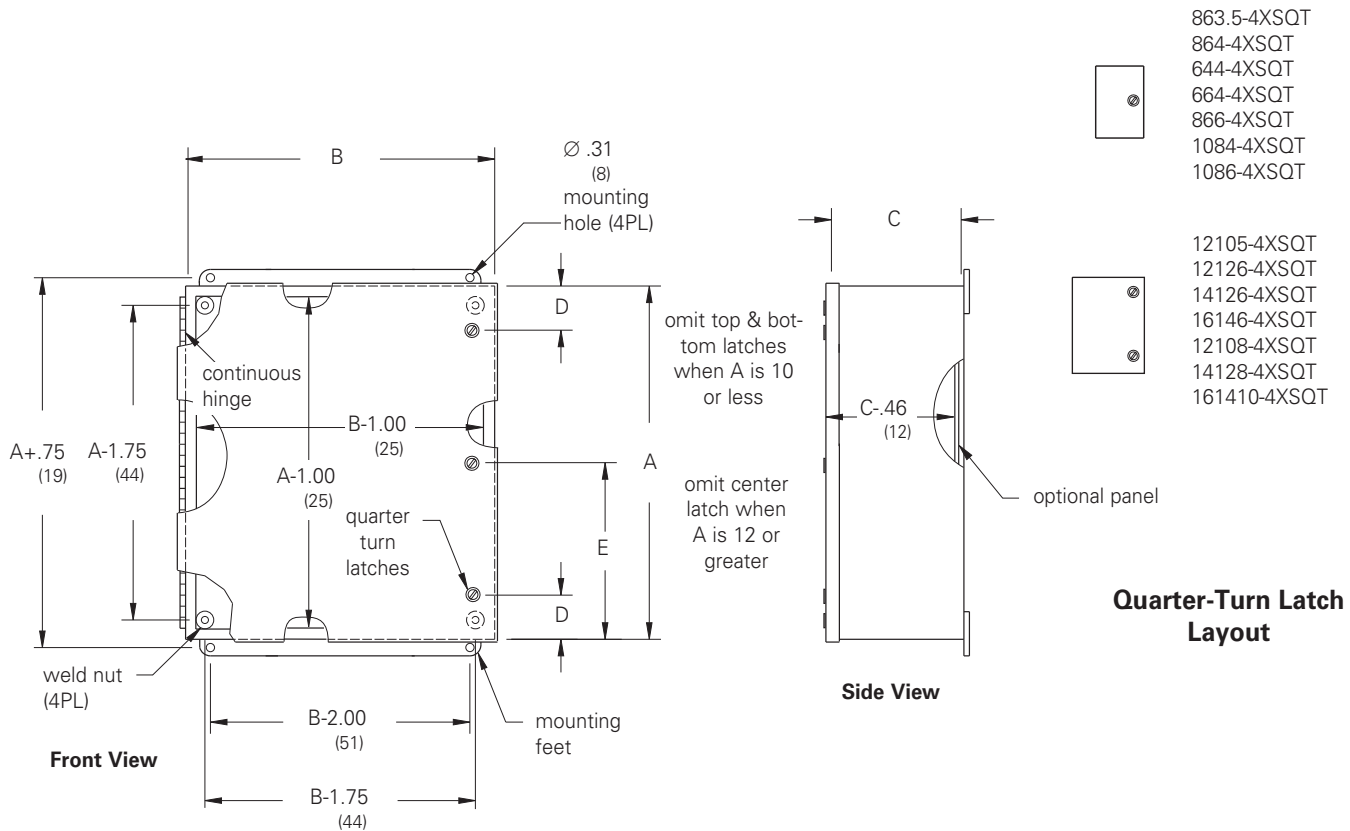 863.5-4XSQT
864-4XSQT
644-4XSQT
664-4XSQT
866-4XSQT
1084-4XSQT
1086-4XSQT
B
Ø .31
(8)
mounting
hole (4PL)
C
12105-4XSQT
12126-4XSQT
14126-4XSQT
16146-4XSQT
12108-4XSQT
14128-4XSQT
161410-4XSQT
D
omit top & bot-
tom latches
when A is 10
or less
continuous
hinge
A+.75
(19)
A-1.75
(44)
B-1.00
(25)
A-1.00
(25)
A
C-.46
(12)
optional panel
omit center
latch when
A is 12 or
greater
quarter
turn
latches
E
D
Quarter-Turn Latch
Layout
weld nut
(4PL)
B-2.00
(51)
mounting
feet
Side View
Front View
B-1.75
(44)